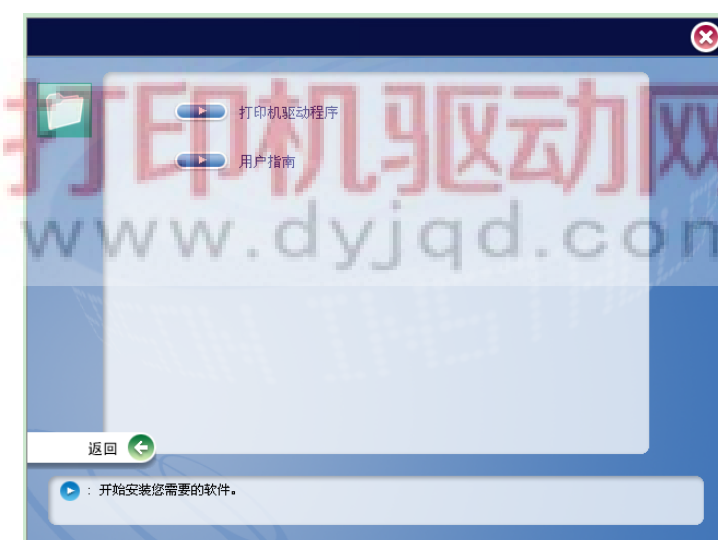 打印机驱动网
www.dyjqd.com
打印机驱动程序
用户指南
返回
: 开始安装您需要的软件。